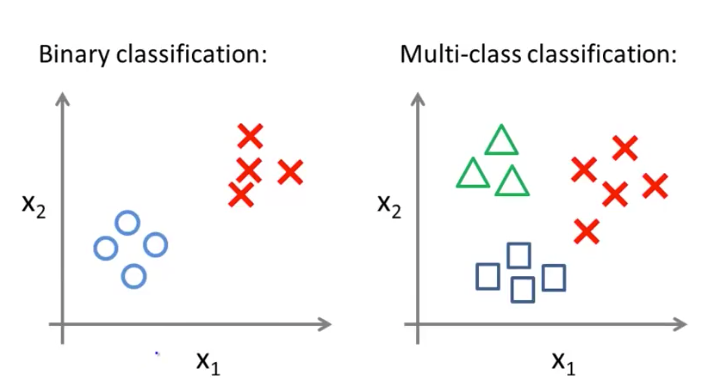 Binary classification:
x₂
x₁
Multi-class classification:
x₂
x₁